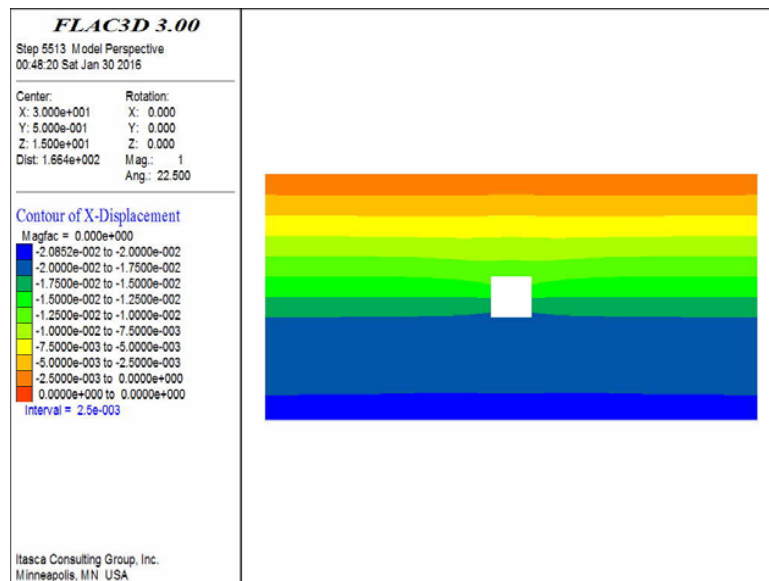 FLAC3D 3.00
Step 5513 Model Perspective
00:48:20 Sat Jan 30 2016
Center: Rotation:
X: 3.000e+001 X: 0.000
Y: 5.000e-001 Y: 0.000
Z: 1.500e+001 Z: 0.000
Dist: 1.664e+002 Mag.: 1
Ang.: 22.500
Contour of X-Displacement
Magfac = 0.000e+000
-2.0852e-002 to -2.0000e-002
-2.0000e-002 to -1.7500e-002
-1.7500e-002 to -1.5000e-002
-1.5000e-002 to -1.2500e-002
-1.2500e-002 to -1.0000e-002
-1.0000e-002 to -7.5000e-003
-7.5000e-003 to -5.0000e-003
-5.0000e-003 to -2.5000e-003
-2.5000e-003 to 0.0000e+000
0.0000e+000 to 0.0000e+000
Interval = 2.5e-003
Itasca Consulting Group, Inc.
Minneapolis, MN USA